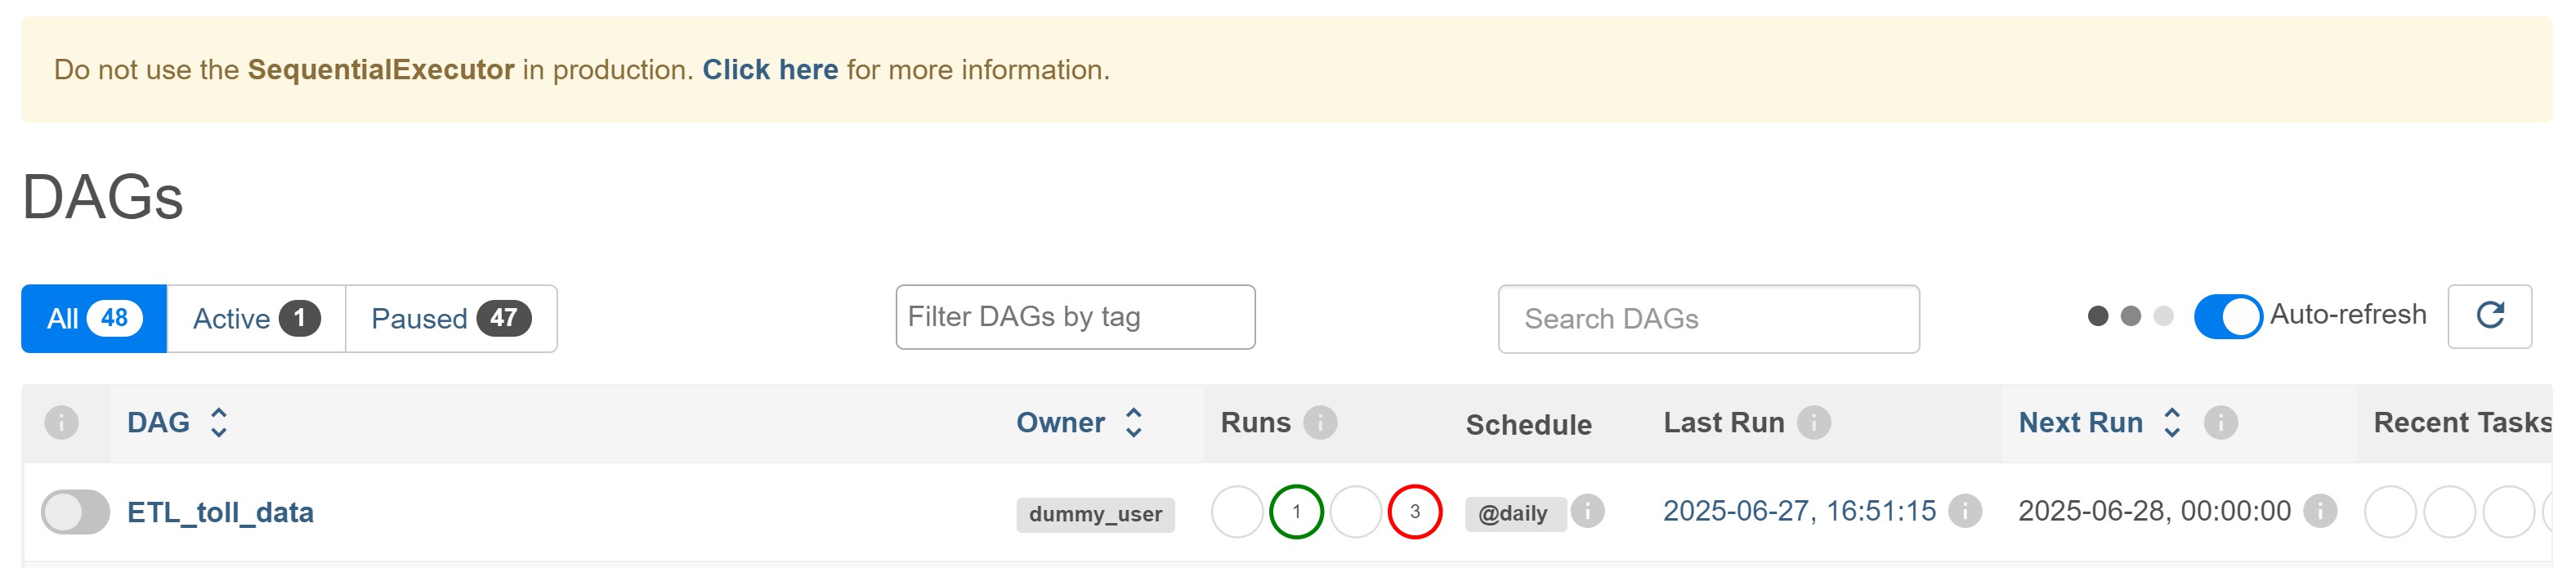 Do not use the SequentialExecutor in production. Click here for more information.
DAGs
All 48 Active 1 Paused 47 Filter DAGs by tag Search DAGs Auto-refresh
DAG Owner Runs Schedule Last Run Next Run Recent Tasks
ETL_toll_data dummy_user 1 3 @daily 2025-06-27, 16:51:15 2025-06-28, 00:00:00